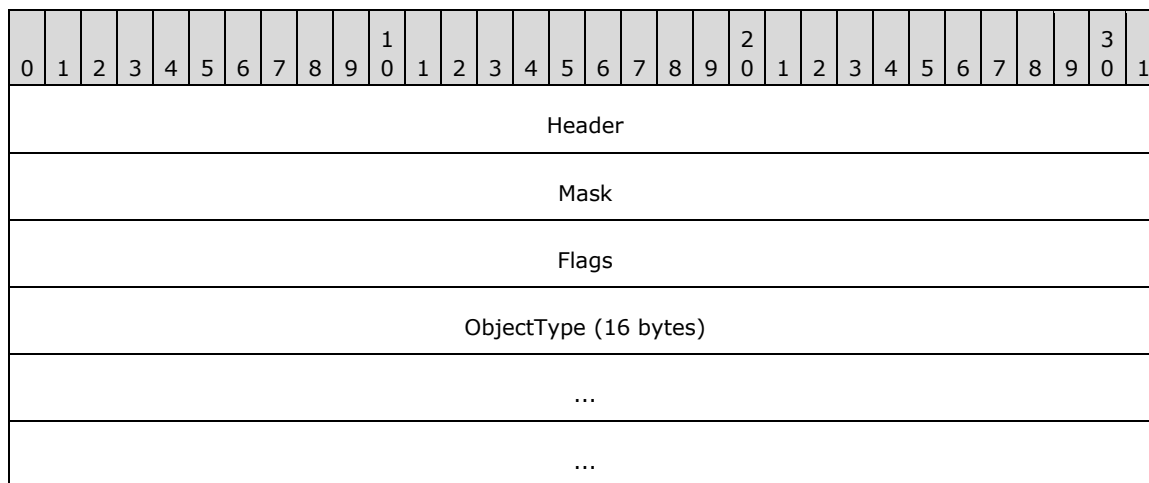 1 2 3
0 1 2 3 4 5 6 7 8 9 0 1 2 3 4 5 6 7 8 9 0 1 2 3 4 5 6 7 8 9 0 1
Header
Mask
Flags
ObjectType (16 bytes)
...
...